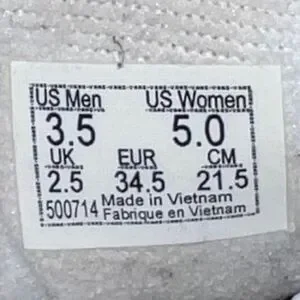 US Men US Women
3.5 5.0
UK EUR CM
2.5 34.5 21.5
500714 Made in Vietnam
Fabrique en Vietnam